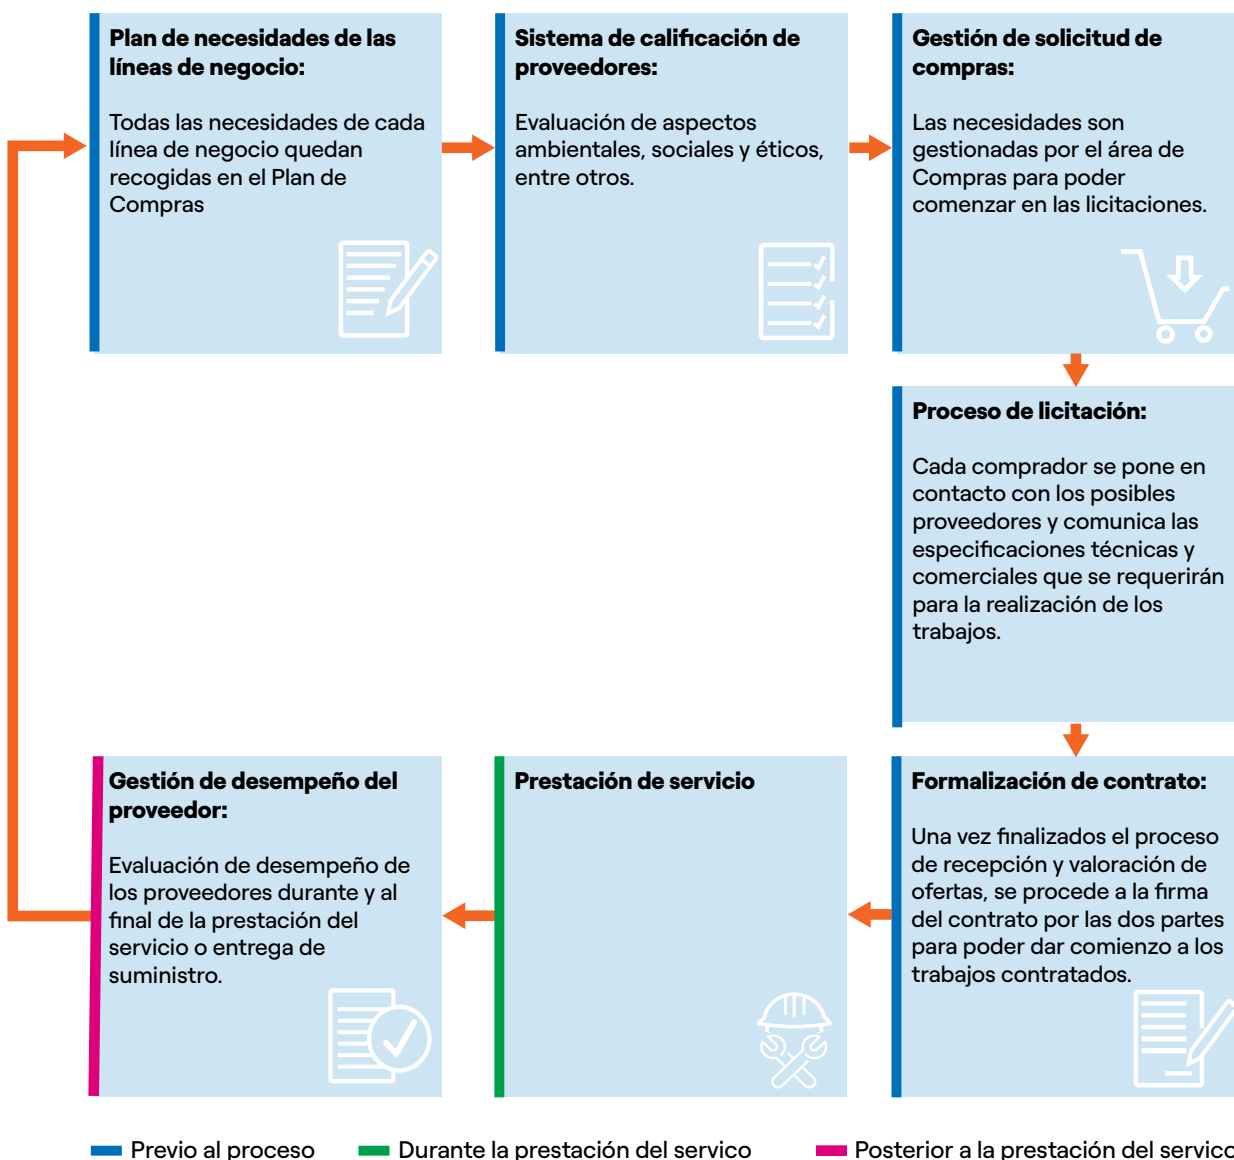 Plan de necesidades de las
líneas de negocio:
Todas las necesidades de cada
línea de negocio quedan
recogidas en el Plan de
Compras
Sistema de calificación de
proveedores:
Evaluación de aspectos
ambientales, sociales y éticos,
entre otros.
Gestión de solicitud de
compras:
Las necesidades son
gestionadas por el área de
Compras para poder
comenzar en las licitaciones.
Proceso de licitación:
Cada comprador se pone en
contacto con los posibles
proveedores y comunica las
especificaciones técnicas y
comerciales que se requerirán
para la realización de los
trabajos.
Formalización de contrato:
Una vez finalizados el proceso
de recepción y valoración de
ofertas, se procede a la firma
del contrato por las dos partes
para poder dar comienzo a los
trabajos contratados.
Prestación de servicio
Gestión de desempeño del
proveedor:
Evaluación de desempeño de
los proveedores durante y al
final de la prestación del
servicio o entrega de
suministro.
Previo al proceso
Durante la prestación del servico
Posterior a la prestación del servico